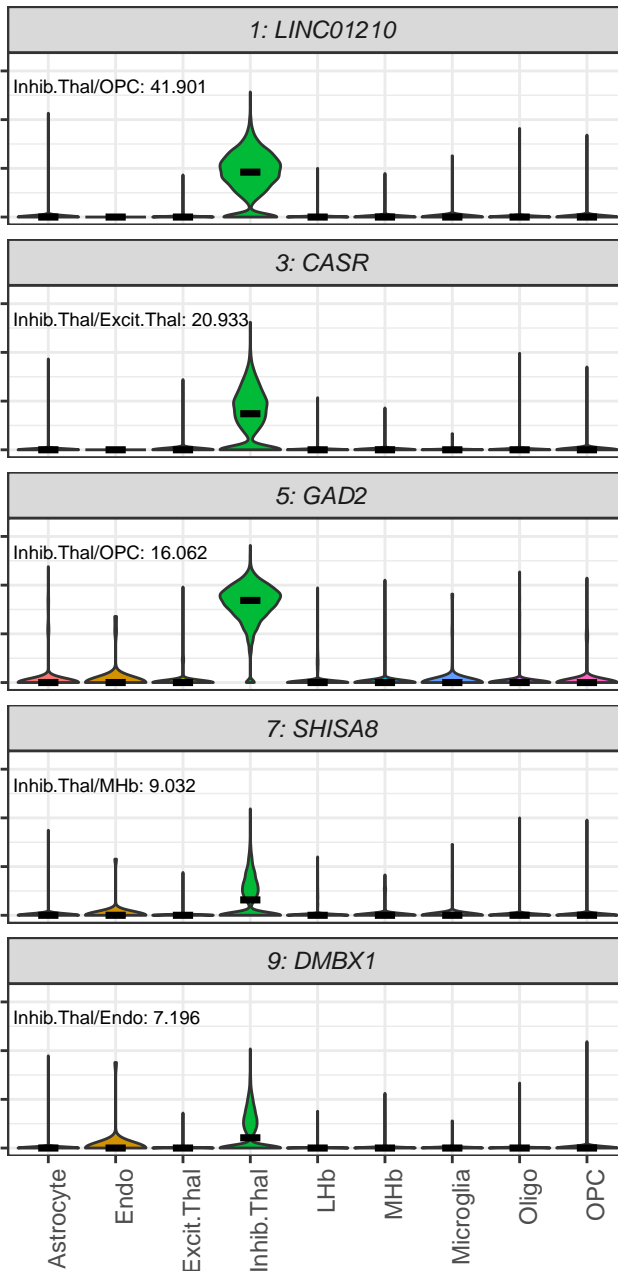 1: LINC01210
Inhib.Thal/OPC: 41.901
3: CASR
Inhib.Thal/Excit.Thal: 20.933
5: GAD2
Inhib.Thal/OPC: 16.062
7: SHISA8
Inhib.Thal/MHb: 9.032
9: DMBX1
Inhib.Thal/Endo: 7.196
Astrocyte
Endo
Excit.Thal
Inhib.Thal
LHb
MHb
Microglia
Oligo
OPC